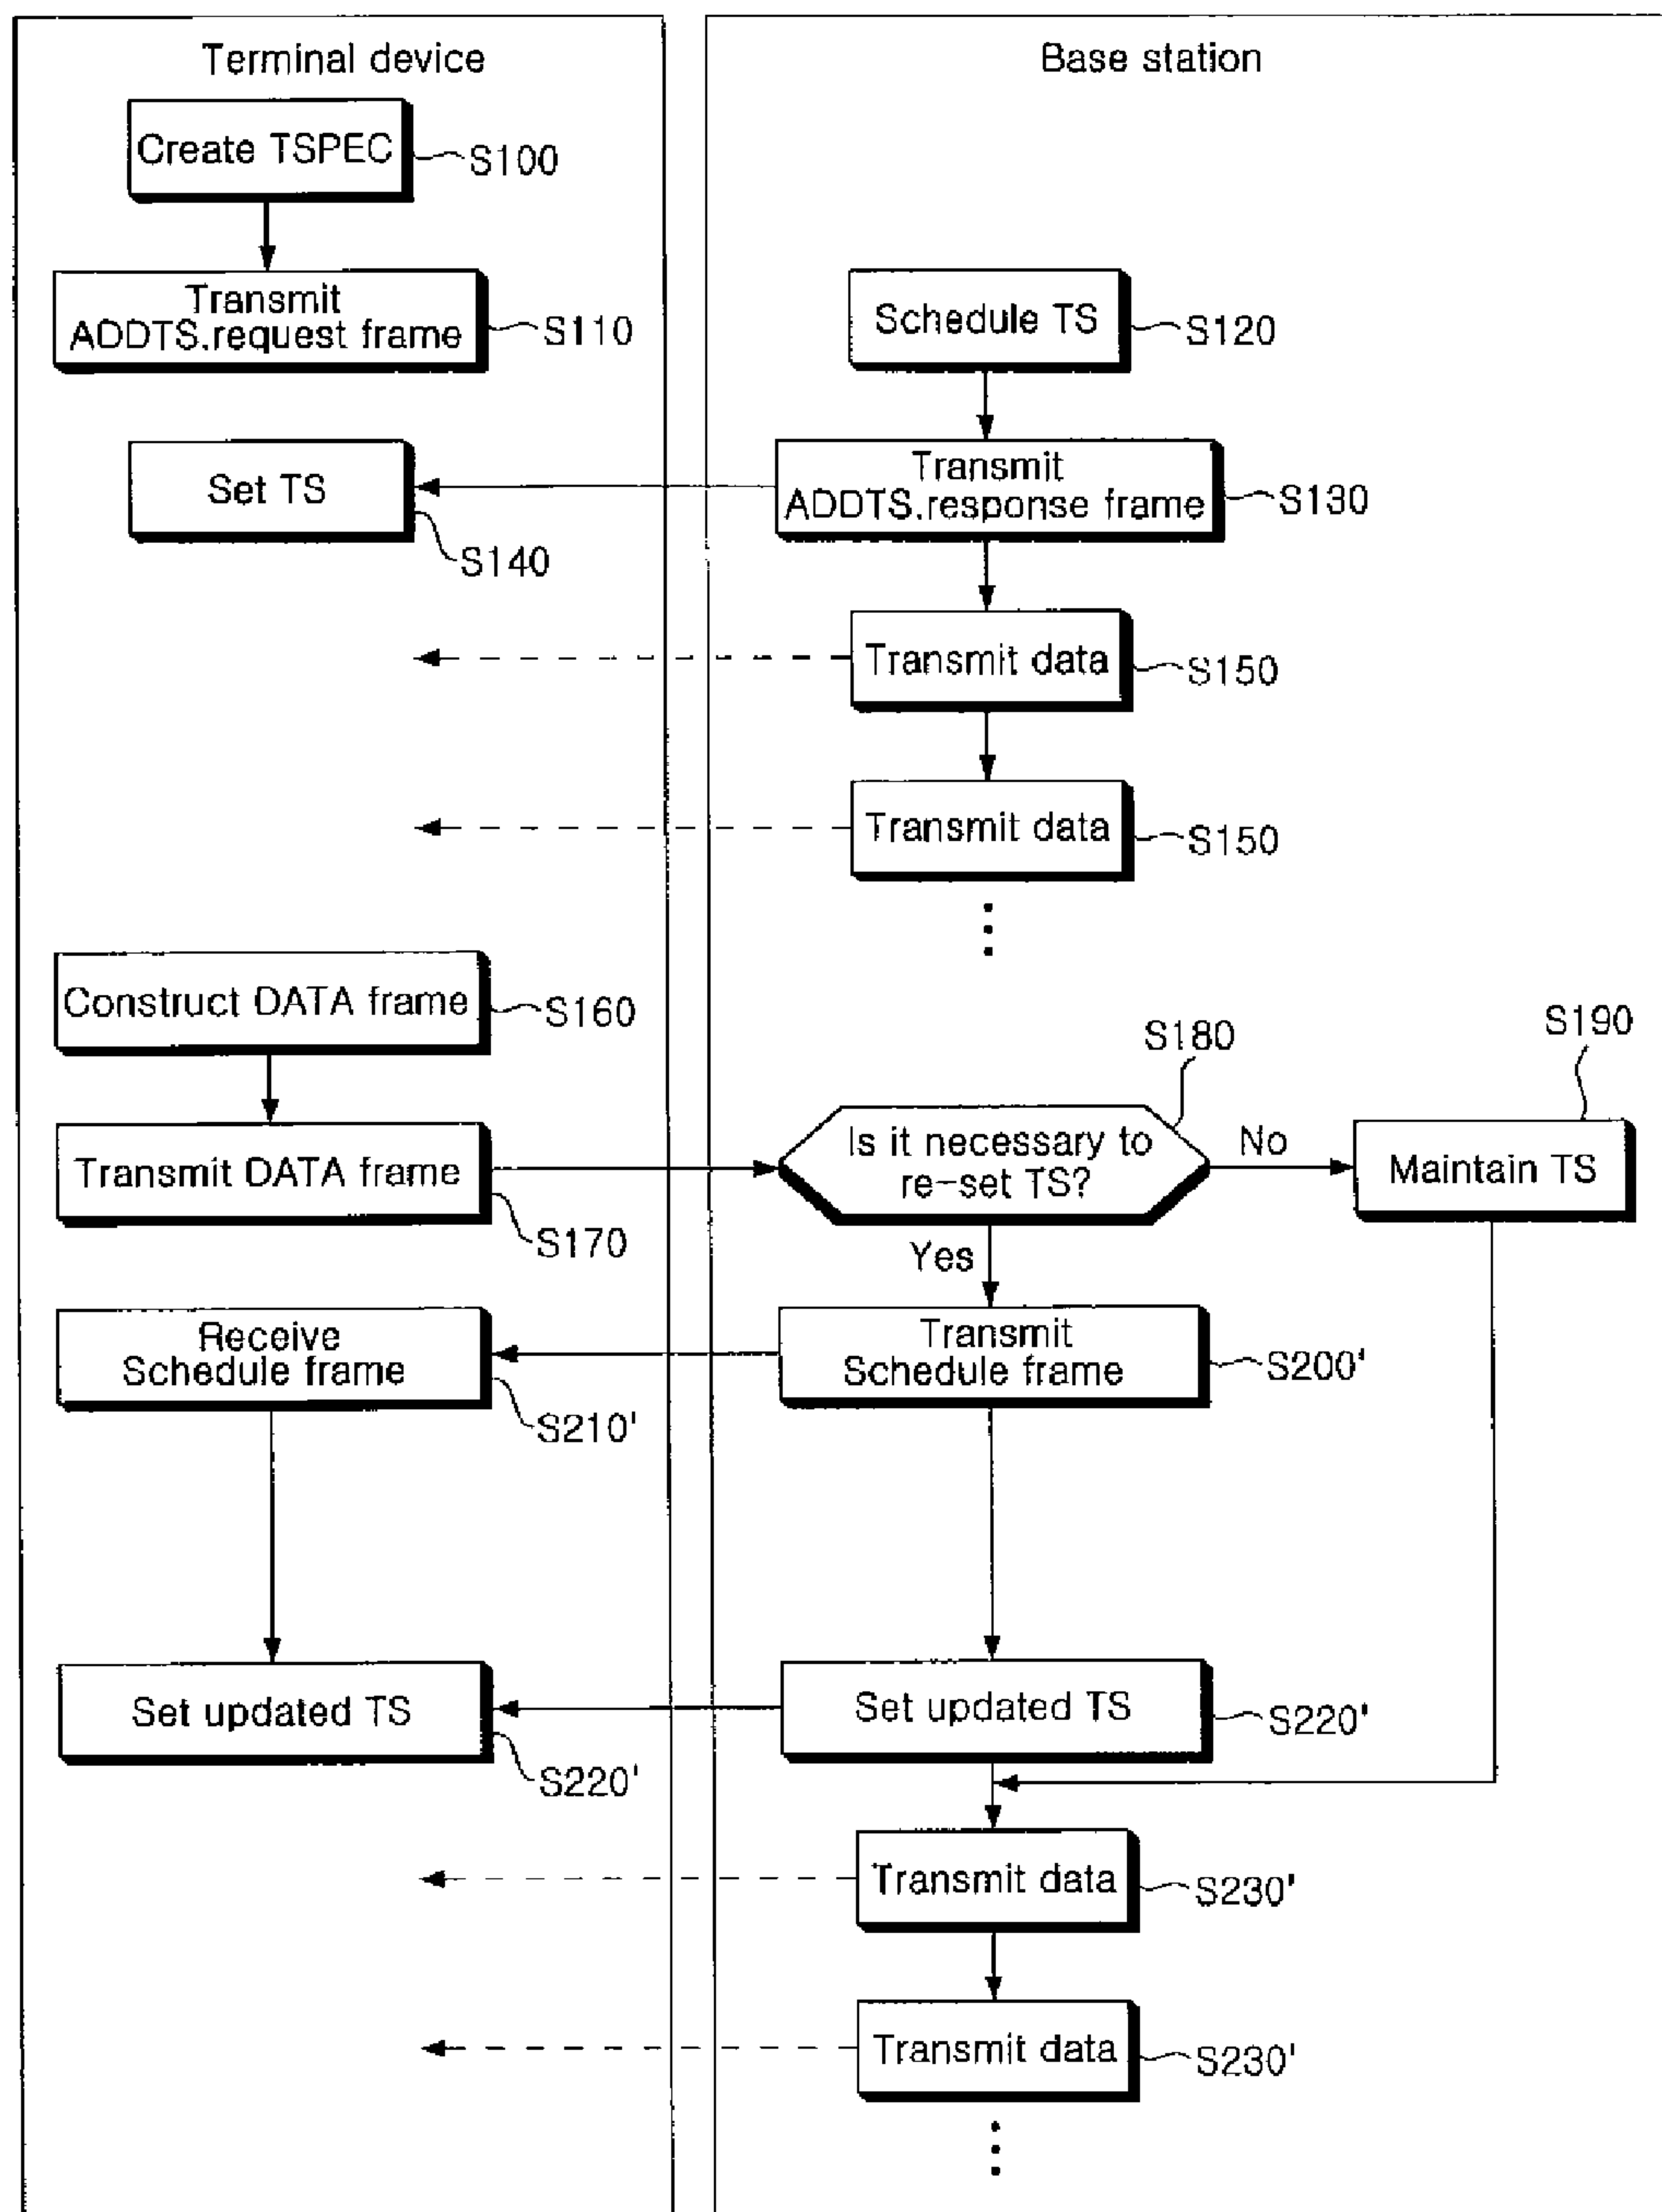 Terminal device
Base station
Create TSPEC
S100
Transmit
ADDTS.request frame
S110
Schedule TS
S120
Set TS
S140
Transmit
ADDTS.response frame
S130
Transmit data
S150
Transmit data
S150
Construct DATA frame
S160
Transmit DATA frame
S170
S180
Is it necessary to
re-set TS?
No
Yes
S190
Maintain TS
Receive
Schedule frame
S210'
Transmit
Schedule frame
S200'
Set updated TS
S220'
Set updated TS
S220'
Transmit data
S230'
Transmit data
S230'